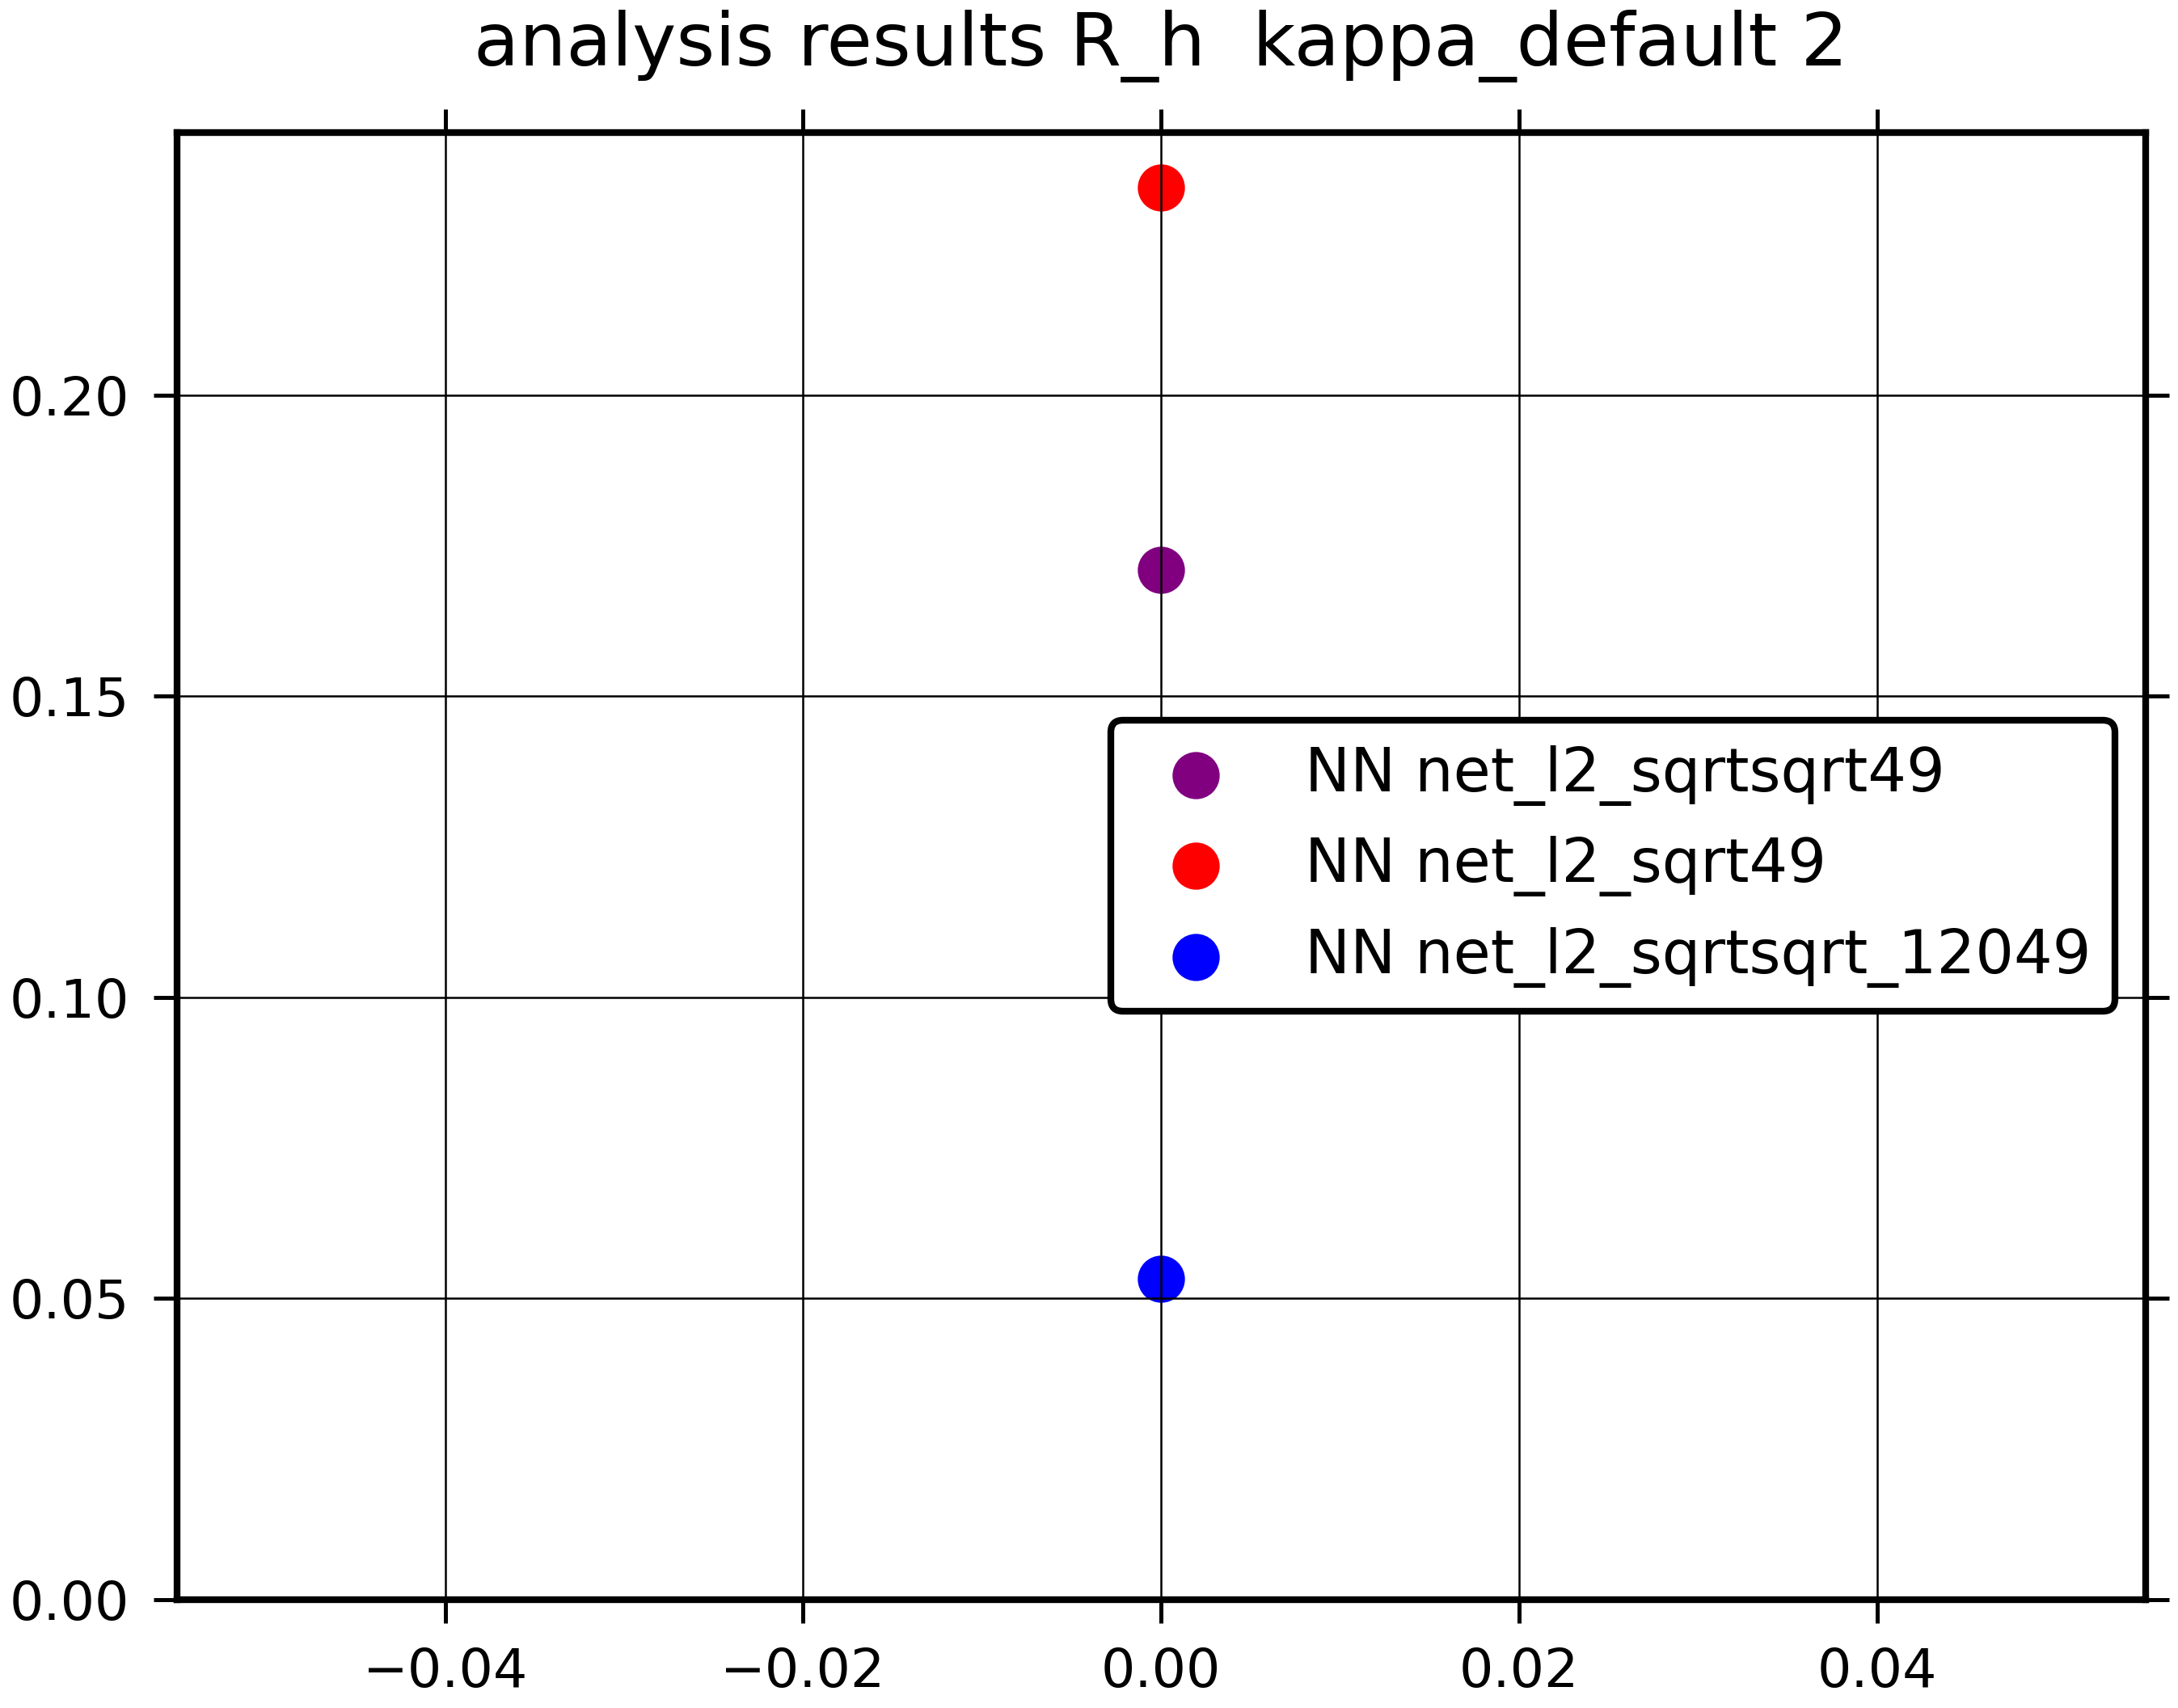 analysis results R_h  kappa_default 2
0.20
0.15
0.10
0.05
0.00
NN net_l2_sqrtsqrt49
NN net_l2_sqrt49
NN net_l2_sqrtsqrt_12049
−0.04
−0.02
0.00
0.02
0.04